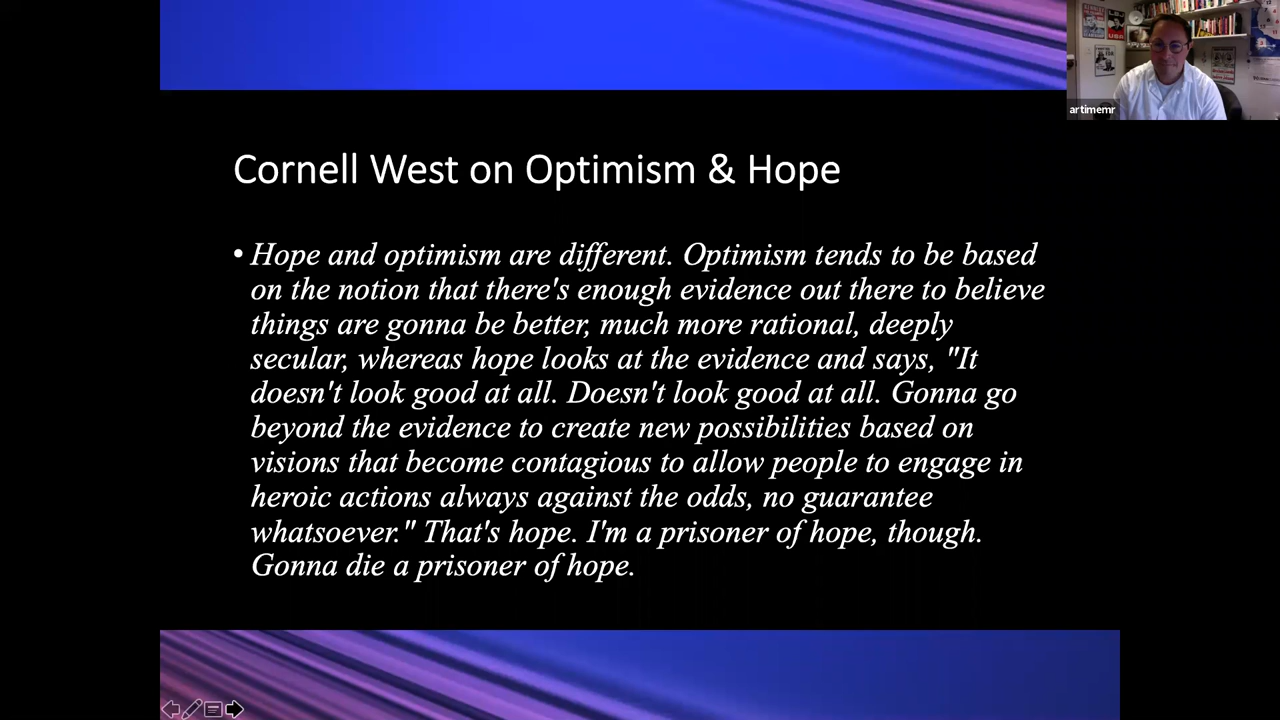 Cornell West on Optimism & Hope
• Hope and optimism are different. Optimism tends to be based
on the notion that there's enough evidence out there to believe
things are gonna be better, much more rational, deeply
secular, whereas hope looks at the evidence and says, "It
doesn't look good at all. Doesn't look good at all. Gonna go
beyond the evidence to create new possibilities based on
visions that become contagious to allow people to engage in
heroic actions always against the odds, no guarantee
whatsoever." That's hope. I'm a prisoner of hope, though.
Gonna die a prisoner of hope.
artimemr